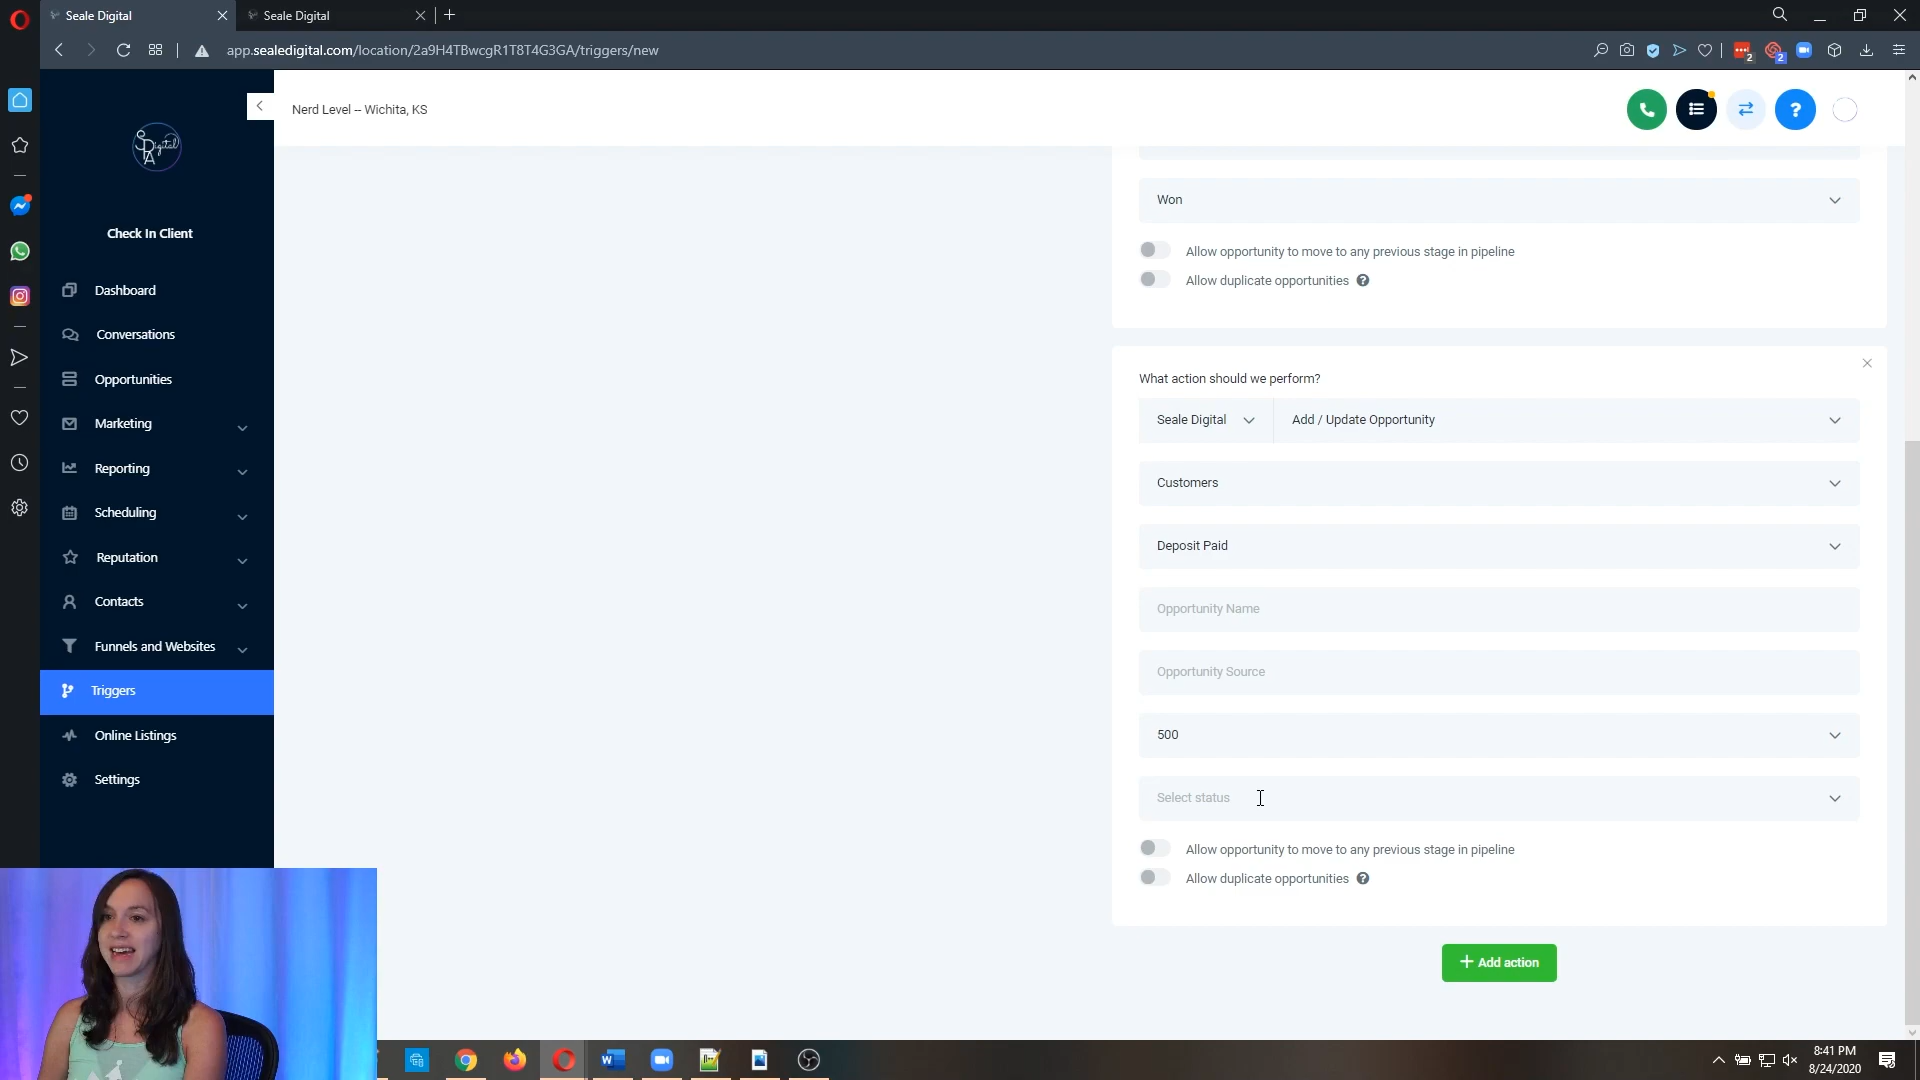 Seale Digital
Seale Digital
app.sealedigital.com/location/2a9H4TBwcgR1T8T4G3GA/triggers/new
2
2
Nerd Level -- Wichita, KS
?
SPA Digital
Check In Client
Dashboard
Conversations
Opportunities
Marketing
Reporting
Scheduling
Reputation
Contacts
Funnels and Websites
Triggers
Online Listings
Settings
Won
Allow opportunity to move to any previous stage in pipeline
Allow duplicate opportunities ?
What action should we perform?
Seale Digital
Add / Update Opportunity
Customers
Deposit Paid
Opportunity Name
Opportunity Source
500
Select status
Allow opportunity to move to any previous stage in pipeline
Allow duplicate opportunities ?
+ Add action
8:41 PM
8/24/2020